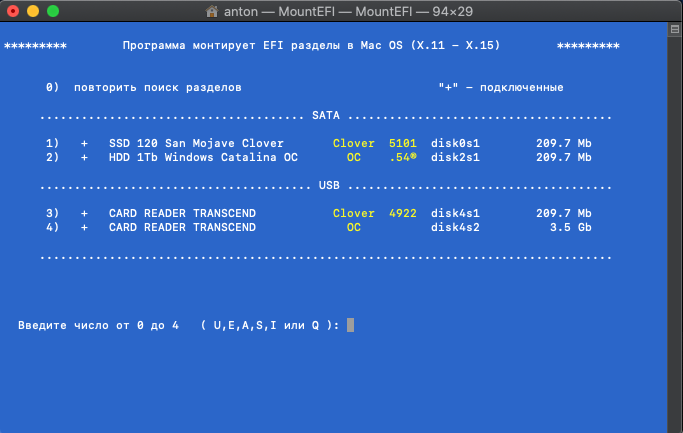 anton — MountEFI — MountEFI — 94×29
********* Программа монтирует EFI разделы в Mac OS (X.11 – X.15) *********
0) повторить поиск разделов "+" – подключенные
..................................... SATA ......................................
1) + SSD 120 San Mojave Clover Clover 5101 disk0s1 209.7 Mb
2) + HDD 1Tb Windows Catalina OC OC .54® disk2s1 209.7 Mb
...................................... USB ......................................
3) + CARD READER TRANSCEND Clover 4922 disk4s1 209.7 Mb
4) + CARD READER TRANSCEND OC disk4s2 3.5 Gb
..................................................................................
Введите число от 0 до 4 ( U,E,A,S,I или Q ):